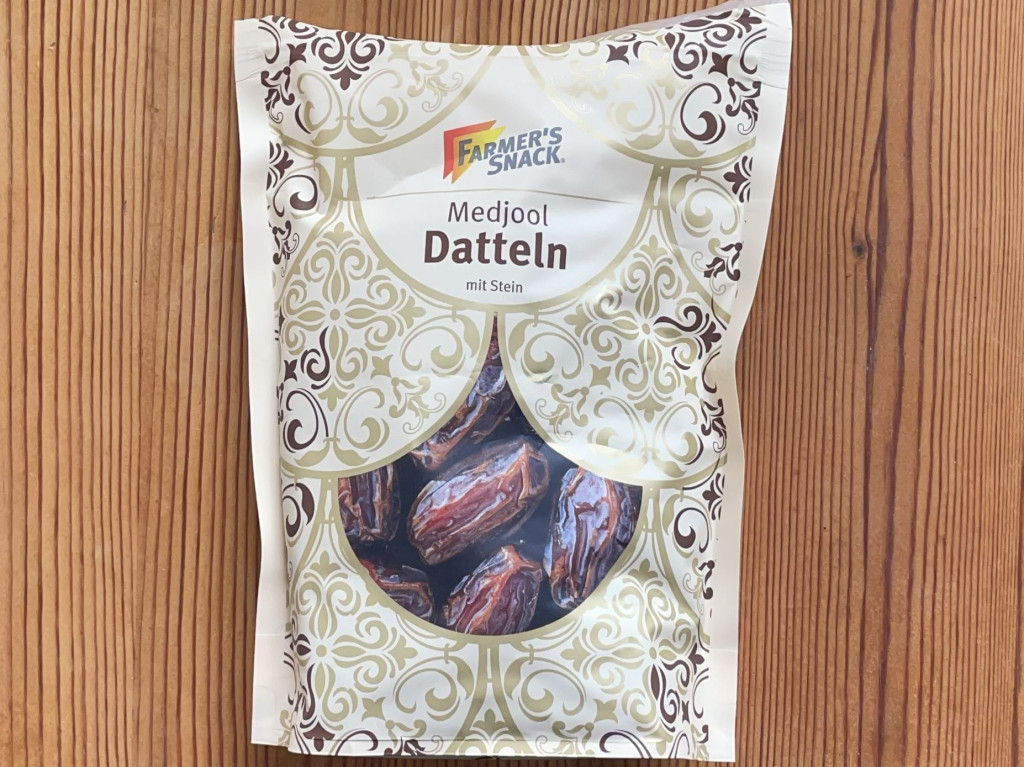 FARMER'S
SNACK®
Medjool
Datteln
mit Stein